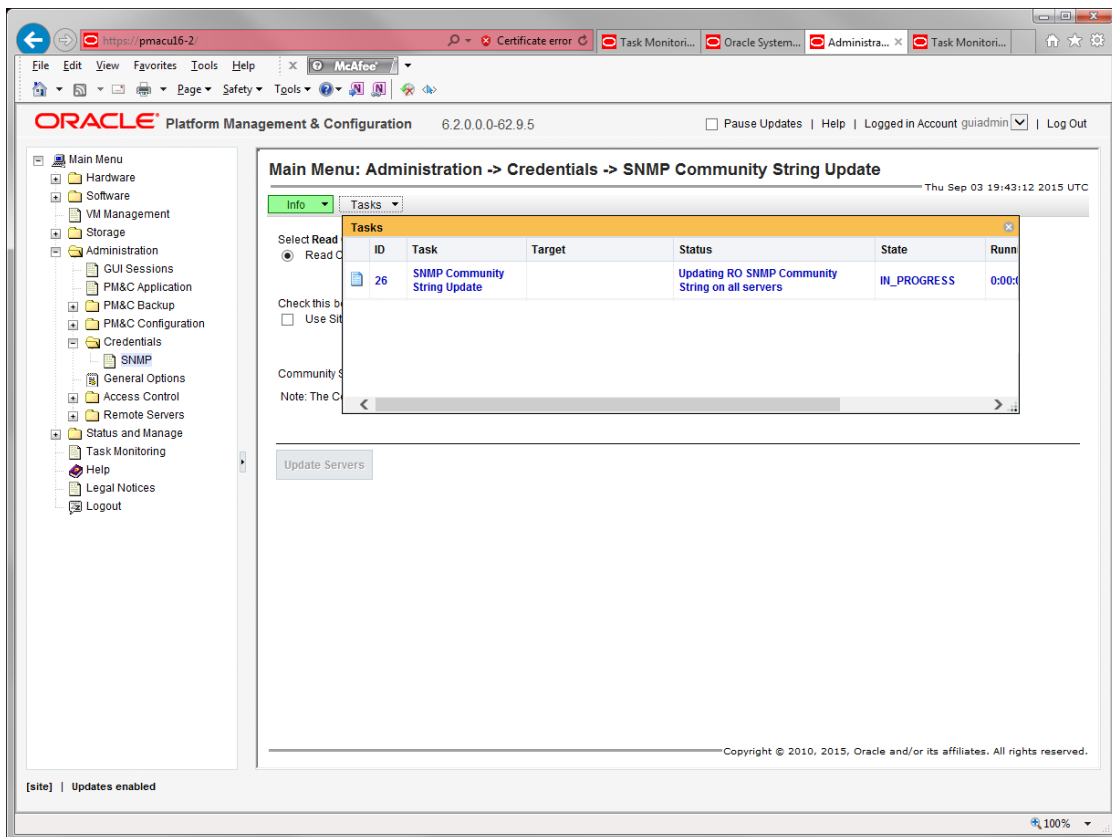 https://pmacu16-2/
Certificate error
Task Monitori...
Oracle System...
Administra...
Task Monitori...
File Edit View Favorites Tools Help
X McAfee
Page Safety Tools
ORACLE Platform Management & Configuration 6.2.0.0.0-62.9.5
Pause Updates | Help | Logged in Account guiadmin | Log Out
Main Menu
Hardware
Software
VM Management
Storage
Administration
GUI Sessions
PM&C Application
PM&C Backup
PM&C Configuration
Credentials
SNMP
General Options
Access Control
Remote Servers
Status and Manage
Task Monitoring
Help
Legal Notices
Logout
Main Menu: Administration -> Credentials -> SNMP Community String Update
Thu Sep 03 19:43:12 2015 UTC
Info Tasks
Select Read
Read C
Check this b
Use Sit
Community S
Note: The C
Tasks
ID Task Target Status State Runn
26 SNMP Community String Update Updating RO SNMP Community String on all servers IN_PROGRESS 0:00:0
Update Servers
Copyright © 2010, 2015, Oracle and/or its affiliates. All rights reserved.
[site] | Updates enabled
100%